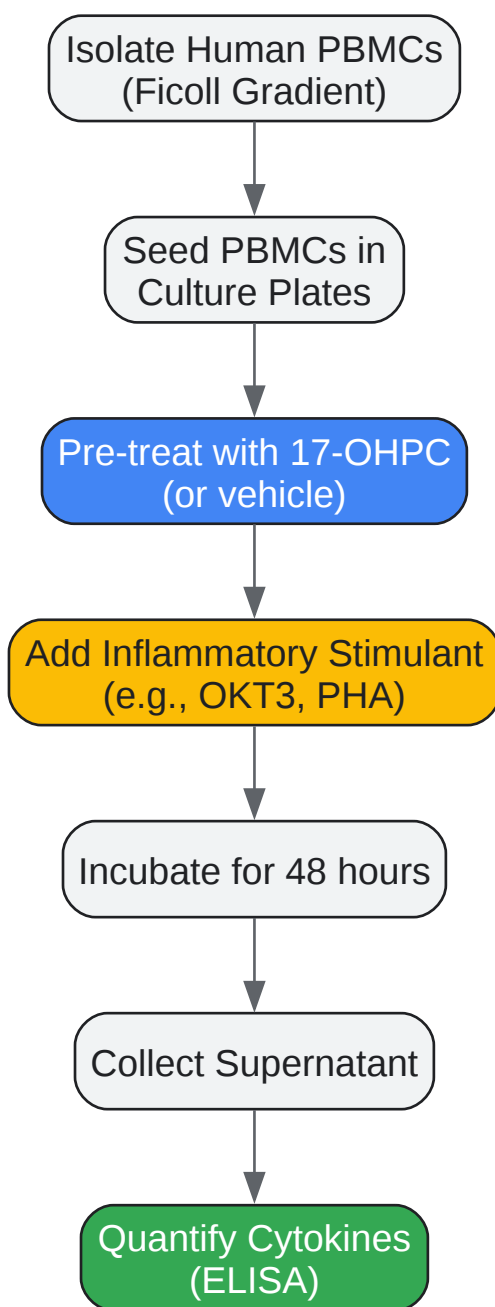 Isolate Human PBMCs
(Ficoll Gradient)
Seed PBMCs in
Culture Plates
Pre-treat with 17-OHPC
(or vehicle)
Add Inflammatory Stimulant
(e.g., OKT3, PHA)
Incubate for 48 hours
Collect Supernatant
Quantify Cytokines
(ELISA)